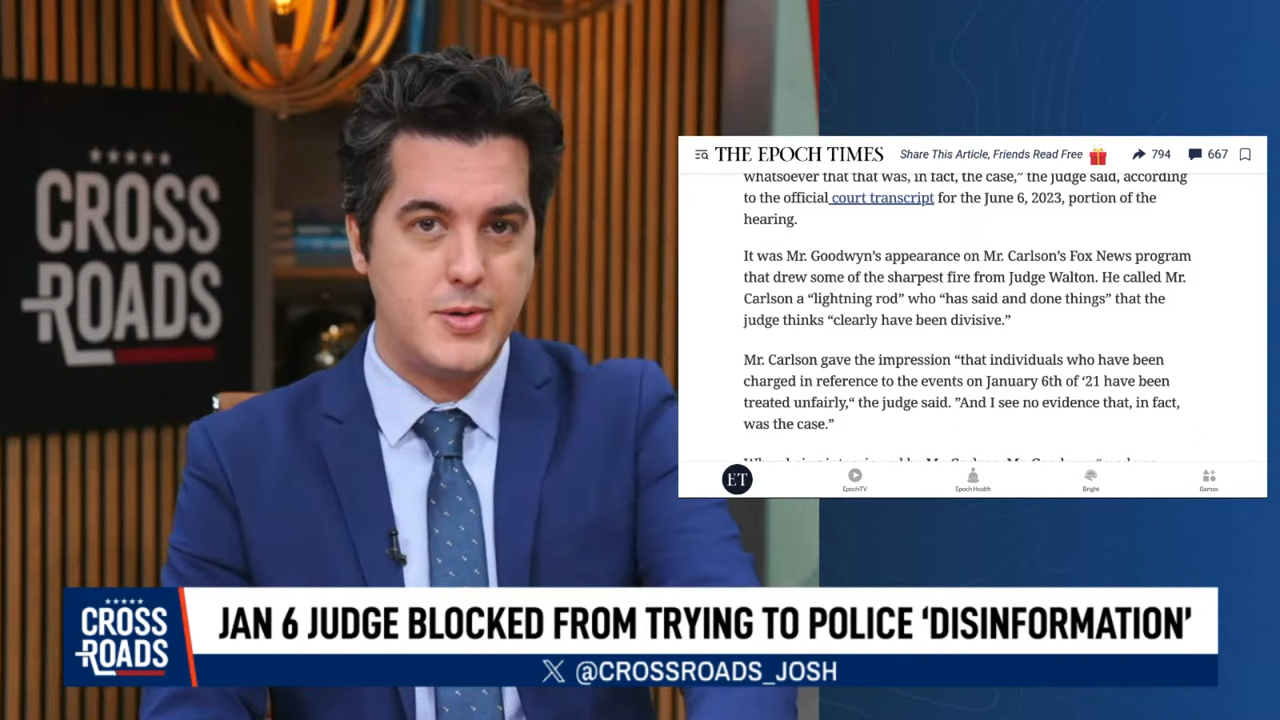 CROSS
ROADS
THE EPOCH TIMES
Share This Article, Friends Read Free
794
667
whatsoever that that was, in fact, the case,” the judge said, according
to the official court transcript for the June 6, 2023, portion of the
hearing.
It was Mr. Goodwyn’s appearance on Mr. Carlson’s Fox News program
that drew some of the sharpest fire from Judge Walton. He called Mr.
Carlson a “lightning rod” who “has said and done things” that the
judge thinks “clearly have been divisive.”
Mr. Carlson gave the impression “that individuals who have been
charged in reference to the events on January 6th of ‘21 have been
treated unfairly,“ the judge said. ”And I see no evidence that, in fact,
was the case.”
ET
EpochTV
Epoch Health
Bright
Games
CROSS
ROADS
JAN 6 JUDGE BLOCKED FROM TRYING TO POLICE ‘DISINFORMATION’
X @CROSSROADS_JOSH